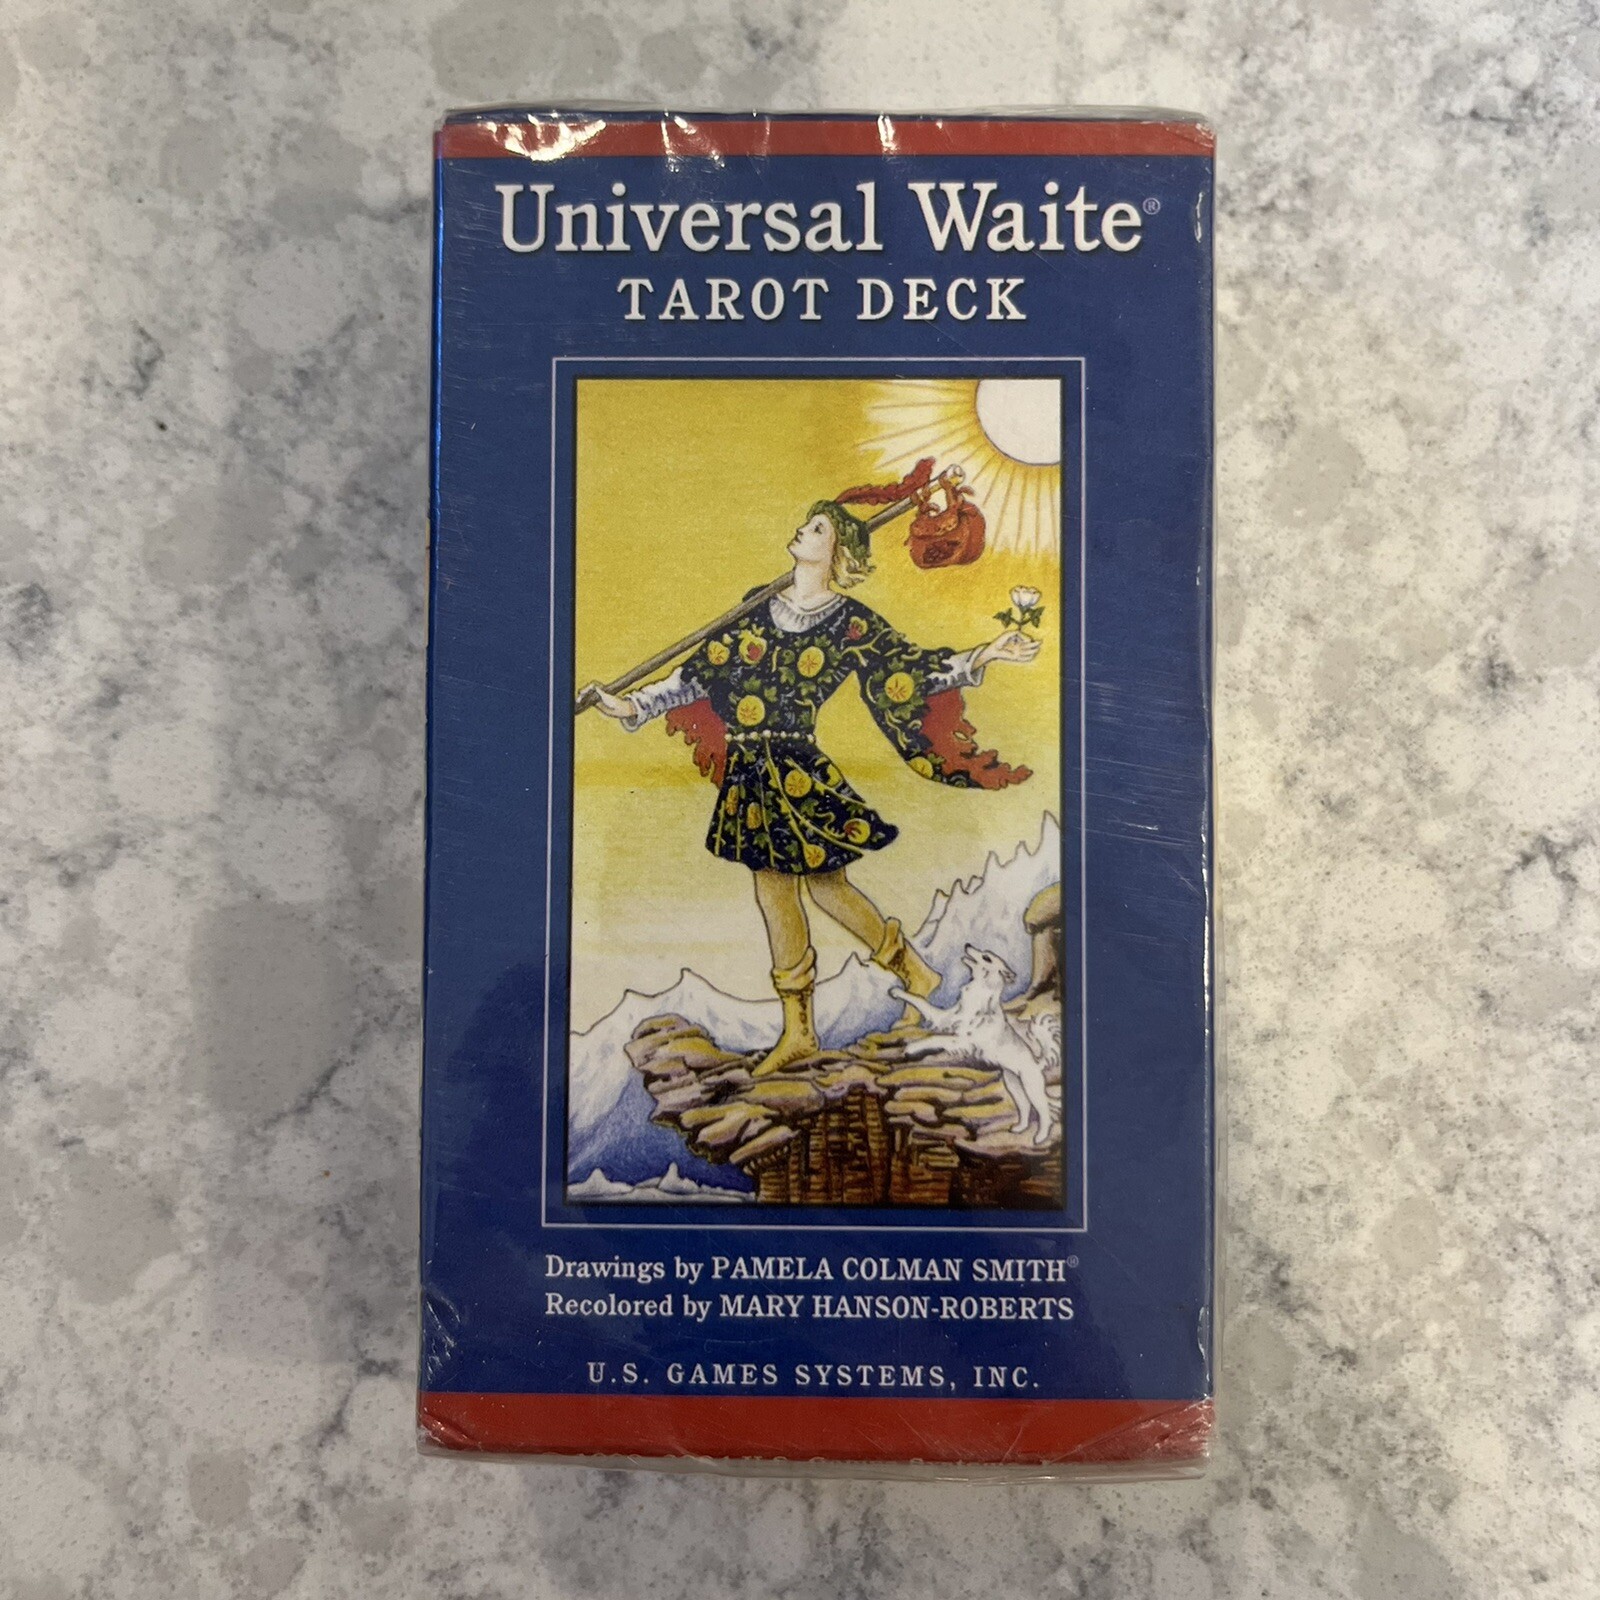 Universal Waite®
TAROT DECK
Drawings by PAMELA COLMAN SMITH®
Recolored by MARY HANSON-ROBERTS
U.S. GAMES SYSTEMS, INC.